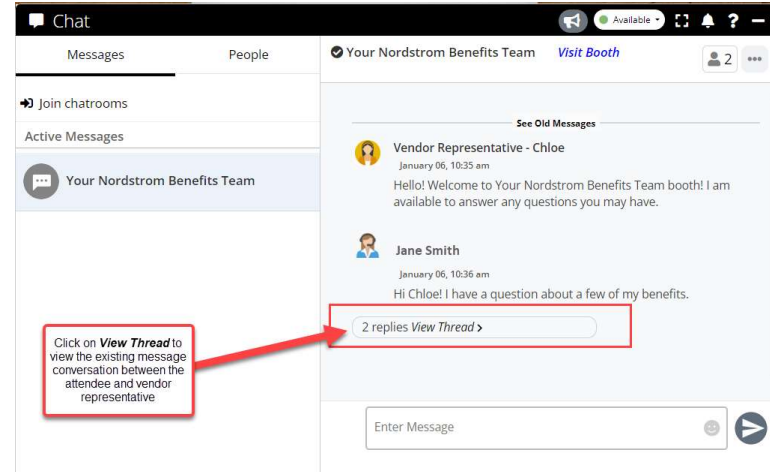 Chat
Available
?
Messages
People
Join chatrooms
Active Messages
Your Nordstrom Benefits Team
Your Nordstrom Benefits Team Visit Booth
2
See Old Messages
Vendor Representative - Chloe
January 06, 10:35 am
Hello! Welcome to Your Nordstrom Benefits Team booth! I am
available to answer any questions you may have.
Jane Smith
January 06, 10:36 am
Hi Chloe! I have a question about a few of my benefits.
2 replies View Thread >
Click on View Thread to
view the existing message
conversation between the
attendee and vendor
representative
Enter Message